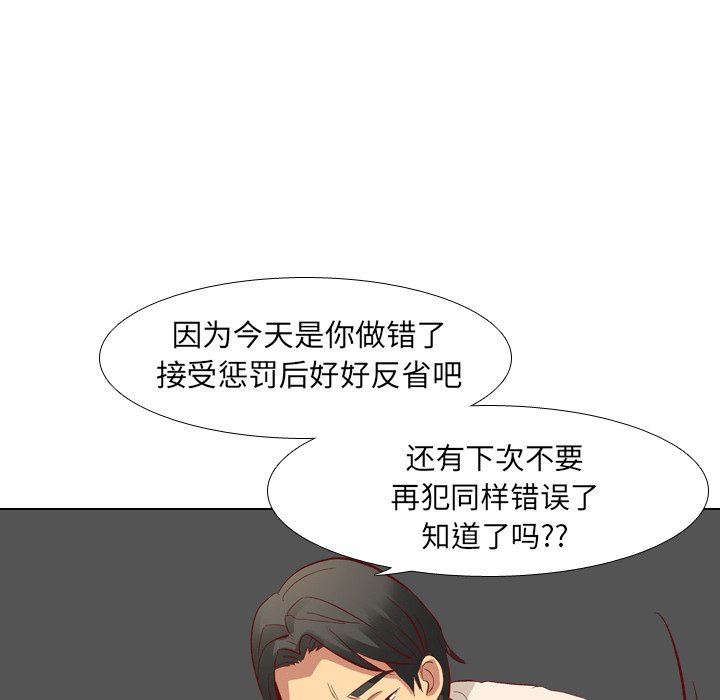 因为今天是你做错了
接受惩罚后好好反省吧
还有下次不要
再犯同样错误了
知道了吗??